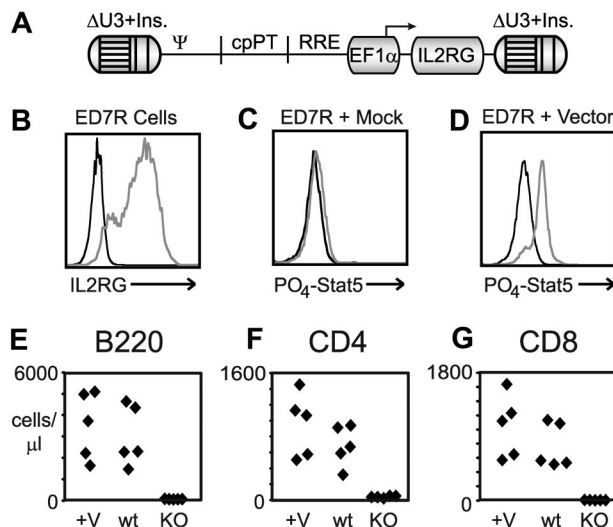 A
ΔU3+Ins.
Ψ
cpPT
RRE
EF1α
IL2RG
ΔU3+Ins.
B
ED7R Cells
IL2RG
C
ED7R + Mock
PO4-Stat5
D
ED7R + Vector
PO4-Stat5
E
B220
6000
cells/
µl
0
+V wt KO
F
CD4
1600
0
+V wt KO
G
CD8
1800
0
+V wt KO